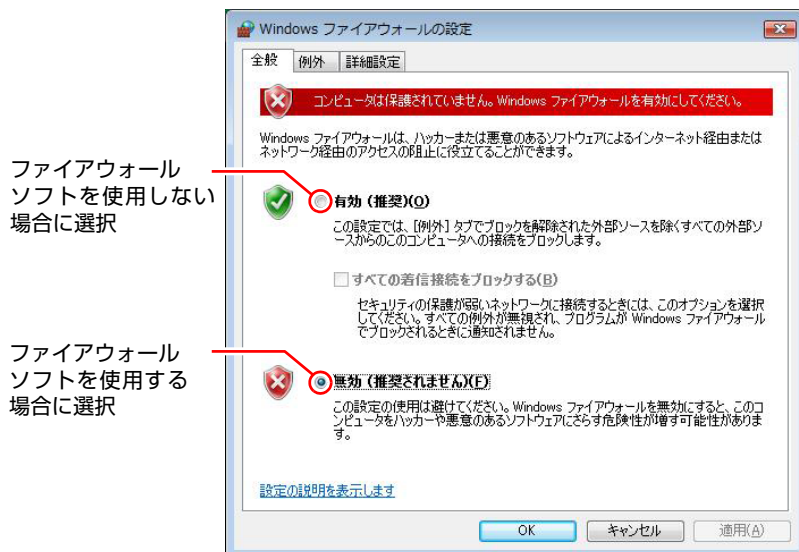 Windows ファイアウォールの設定
全般
例外
詳細設定
コンピュータは保護されていません。Windows ファイアウォールを有効にしてください。
Windows ファイアウォールは、ハッカーまたは悪意のあるソフトウェアによるインターネット経由または
ネットワーク経由のアクセスの阻止に役立てることができます。
ファイアウォール
ソフトを使用しない
場合に選択
有効 (推奨)(O)
この設定では、[例外] タブでブロックを解除された外部ソースを除くすべての外部ソ
ースからのこのコンピュータへの接続をブロックします。
すべての着信接続をブロックする(B)
セキュリティの保護が弱いネットワークに接続するときには、このオプションを選択
してください。すべての例外が無視され、プログラムが Windows ファイアウォール
でブロックされるときに通知されません。
ファイアウォール
ソフトを使用する
場合に選択
無効 (推奨されません)(F)
この設定の使用は避けてください。Windows ファイアウォールを無効にすると、このコ
ンピュータをハッカーや悪意のあるソフトウェアにさらす危険性が増す可能性がありま
す。
設定の説明を表示します
OK
キャンセル
適用(A)